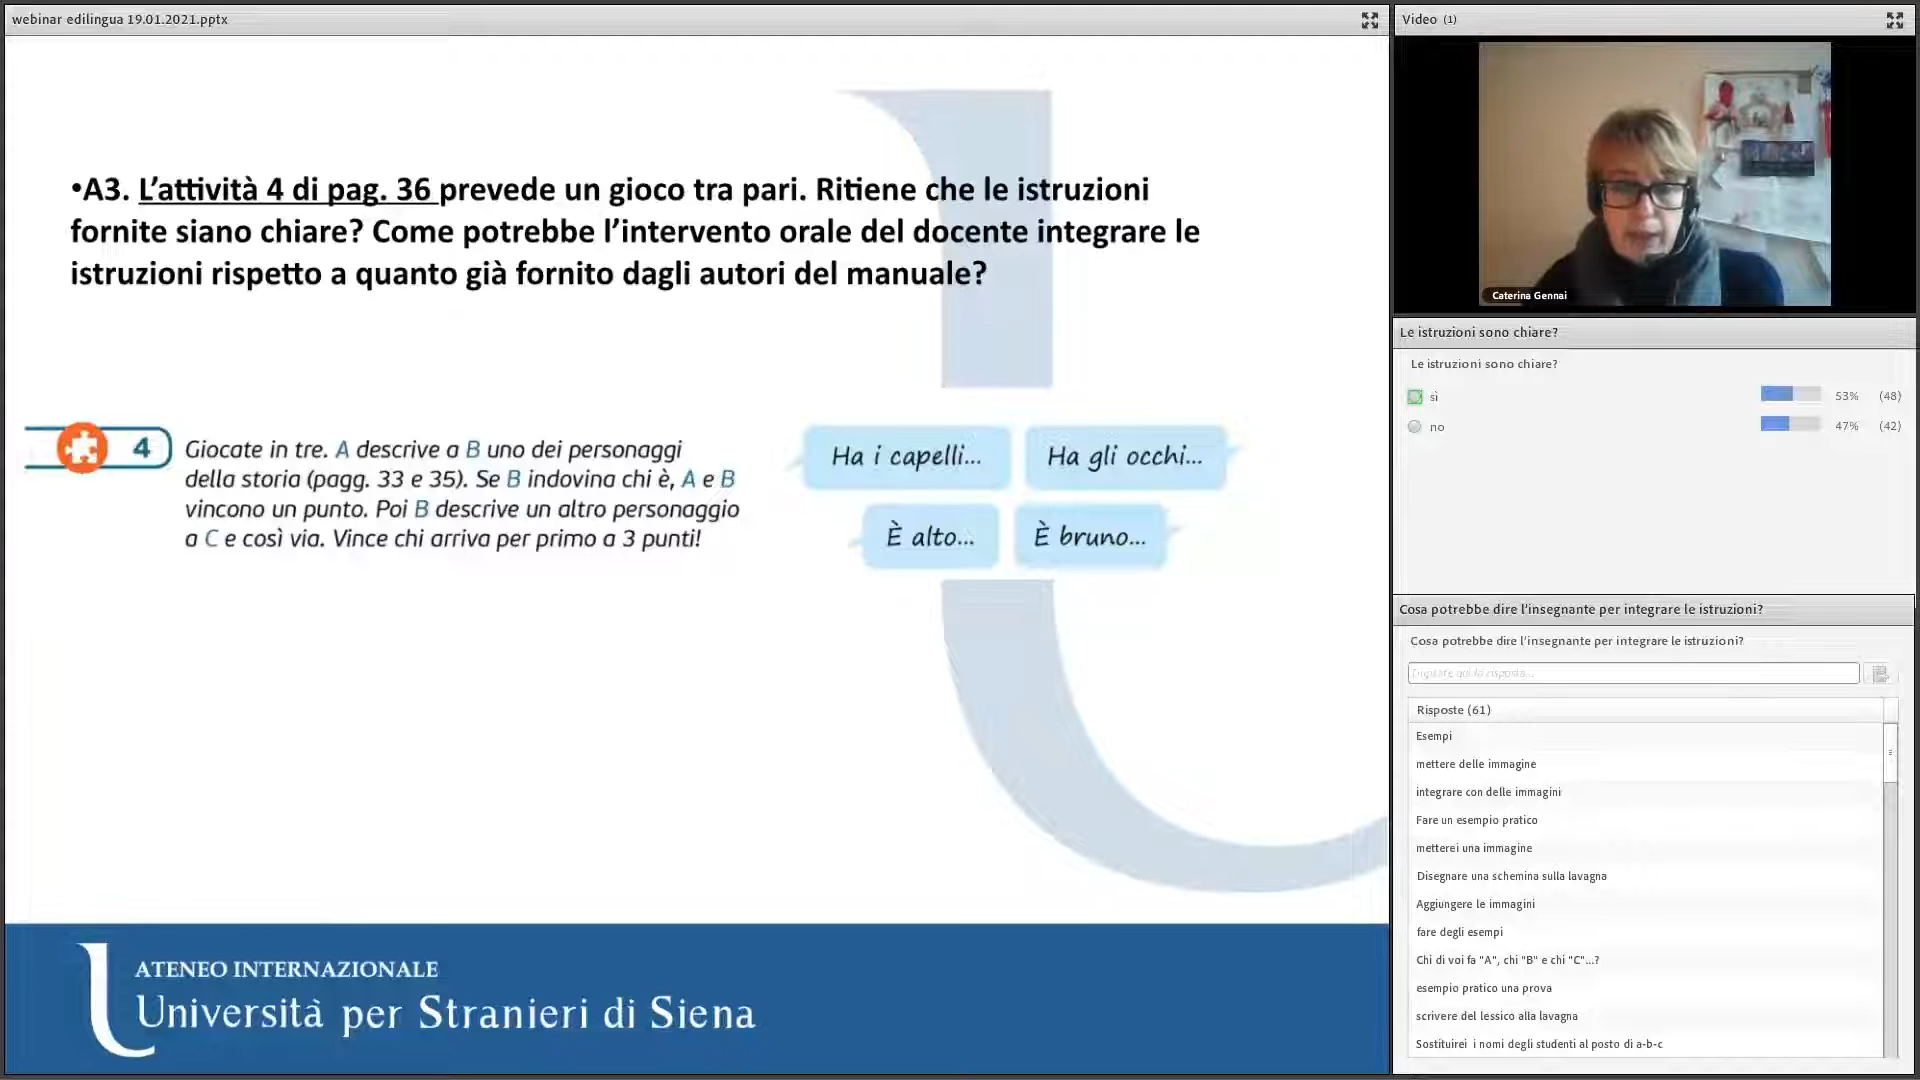 webinar edilingua 19.01.2021.pptx
•A3. L’attività 4 di pag. 36 prevede un gioco tra pari. Ritiene che le istruzioni
fornite siano chiare? Come potrebbe l’intervento orale del docente integrare le
istruzioni rispetto a quanto già fornito dagli autori del manuale?
4
Giocate in tre. A descrive a B uno dei personaggi
della storia (pagg. 33 e 35). Se B indovina chi è, A e B
vincono un punto. Poi B descrive un altro personaggio
a C e così via. Vince chi arriva per primo a 3 punti!
Ha i capelli...
Ha gli occhi...
È alto...
È bruno...
ATENEO INTERNAZIONALE
Università per Stranieri di Siena
Video (1)
Caterina Gennai
Le istruzioni sono chiare?
Le istruzioni sono chiare?
sì 53% (48)
no 47% (42)
Cosa potrebbe dire l’insegnante per integrare le istruzioni?
Cosa potrebbe dire l’insegnante per integrare le istruzioni?
Digitate qui la risposta...
Risposte (61)
Esempi
mettere delle immagine
integrare con delle immagini
Fare un esempio pratico
metterei una immagine
Disegnare una schemina sulla lavagna
Aggiungere le immagini
fare degli esempi
Chi di voi fa "A", chi "B" e chi "C"...?
esempio pratico una prova
scrivere del lessico alla lavagna
Sostituirei i nomi degli studenti al posto di a-b-c